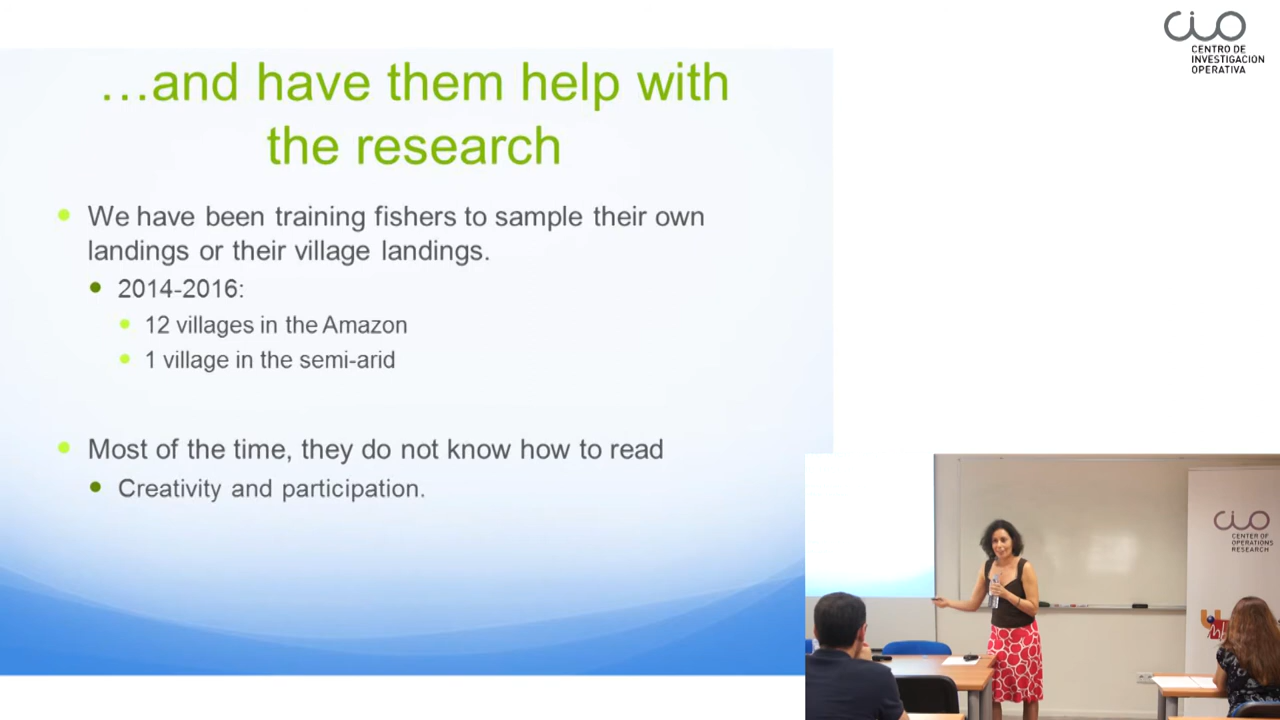 CIO
CENTRO DE
INVESTIGACION
OPERATIVA
…and have them help with
the research
We have been training fishers to sample their own
landings or their village landings.
2014-2016:
12 villages in the Amazon
1 village in the semi-arid
Most of the time, they do not know how to read
Creativity and participation.
CIO
CENTER OF
OPERATIONS
RESEARCH